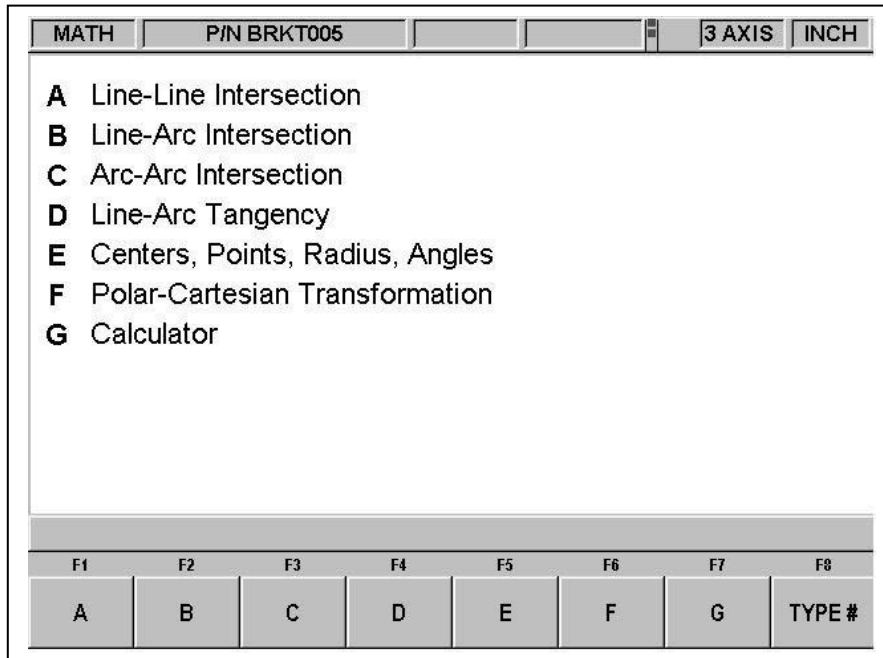 MATH P/N BRKT005 3 AXIS INCH
A Line-Line Intersection
B Line-Arc Intersection
C Arc-Arc Intersection
D Line-Arc Tangency
E Centers, Points, Radius, Angles
F Polar-Cartesian Transformation
G Calculator
F1 F2 F3 F4 F5 F6 F7 F8
A B C D E F G TYPE #